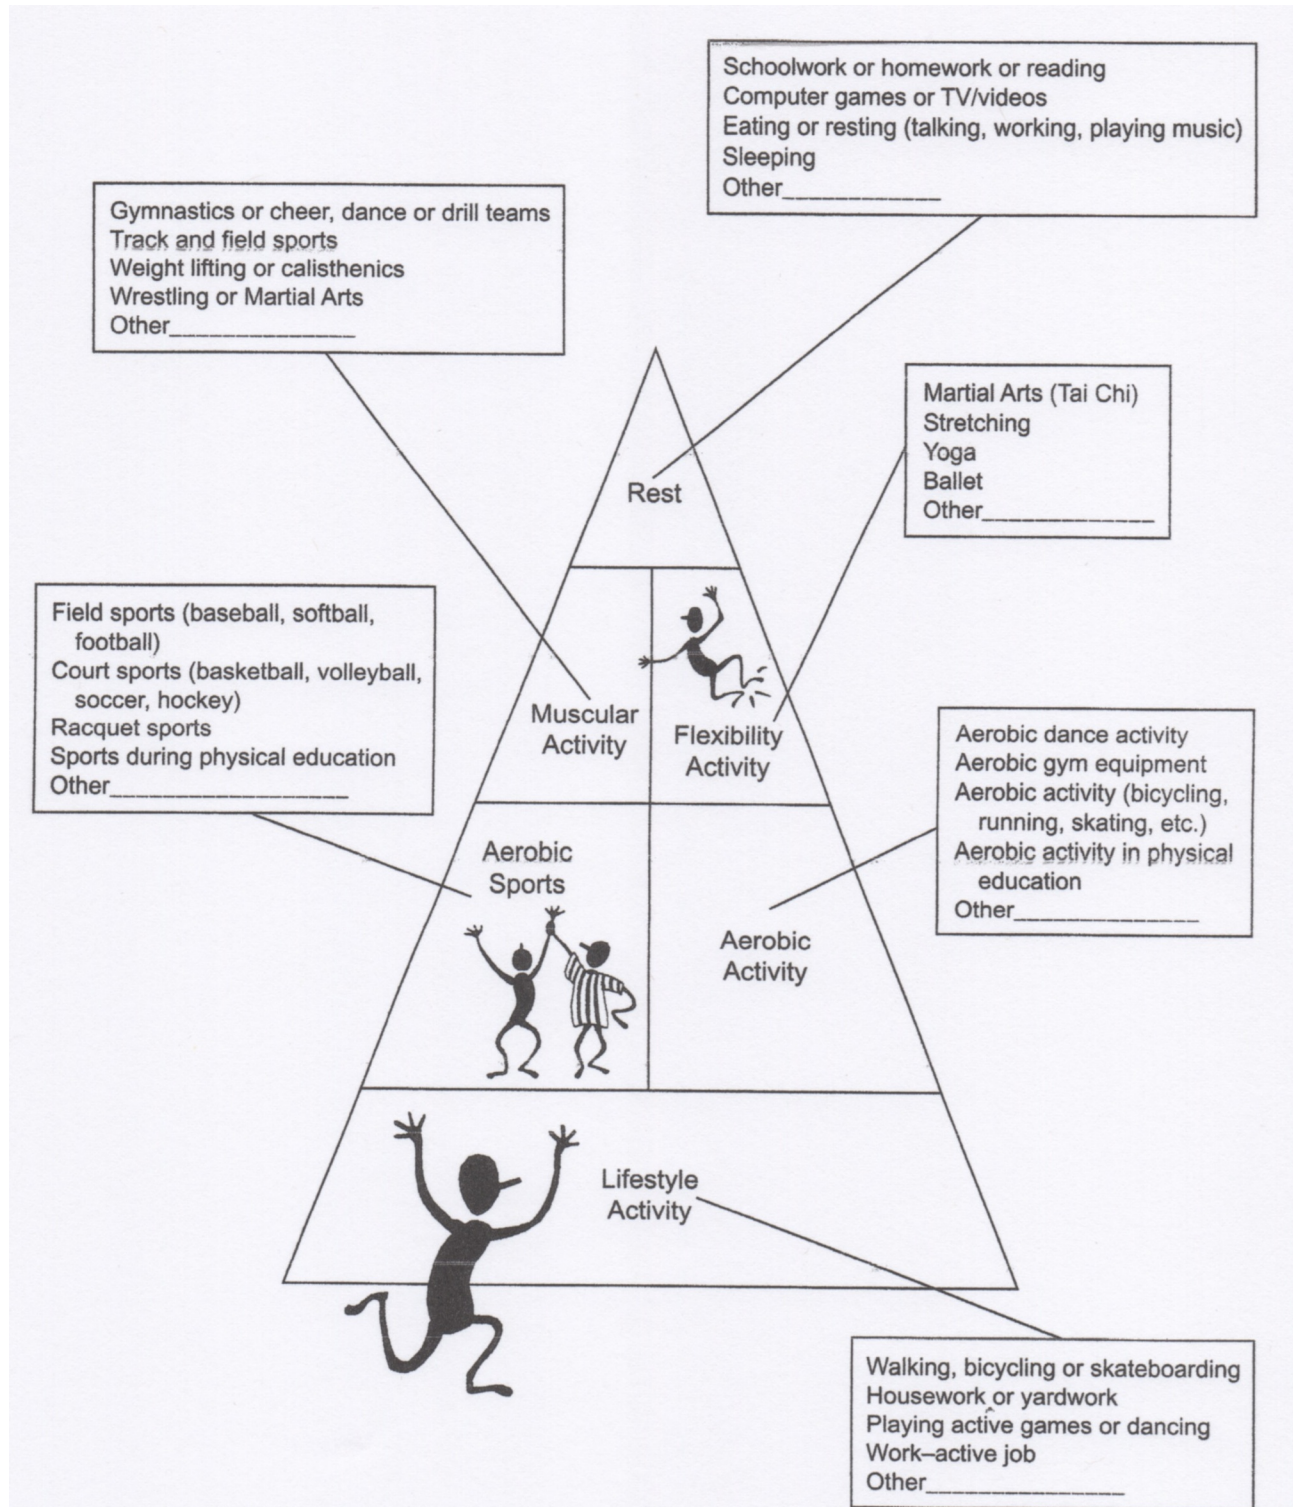 Schoolwork or homework or reading
Computer games or TV/videos
Eating or resting (talking, working, playing music)
Sleeping
Other____________
Gymnastics or cheer, dance or drill teams
Track and field sports
Weight lifting or calisthenics
Wrestling or Martial Arts
Other______________
Martial Arts (Tai Chi)
Stretching
Yoga
Ballet
Other_____________
Rest
Field sports (baseball, softball,
football)
Court sports (basketball, volleyball,
soccer, hockey)
Racquet sports
Sports during physical education
Other__________________
Muscular
Activity
Flexibility
Activity
Aerobic dance activity
Aerobic gym equipment
Aerobic activity (bicycling,
running, skating, etc.)
Aerobic activity in physical
education
Other______________
Aerobic
Sports
Aerobic
Activity
Lifestyle
Activity
Walking, bicycling or skateboarding
Housework or yardwork
Playing active games or dancing
Work–active job
Other_______________